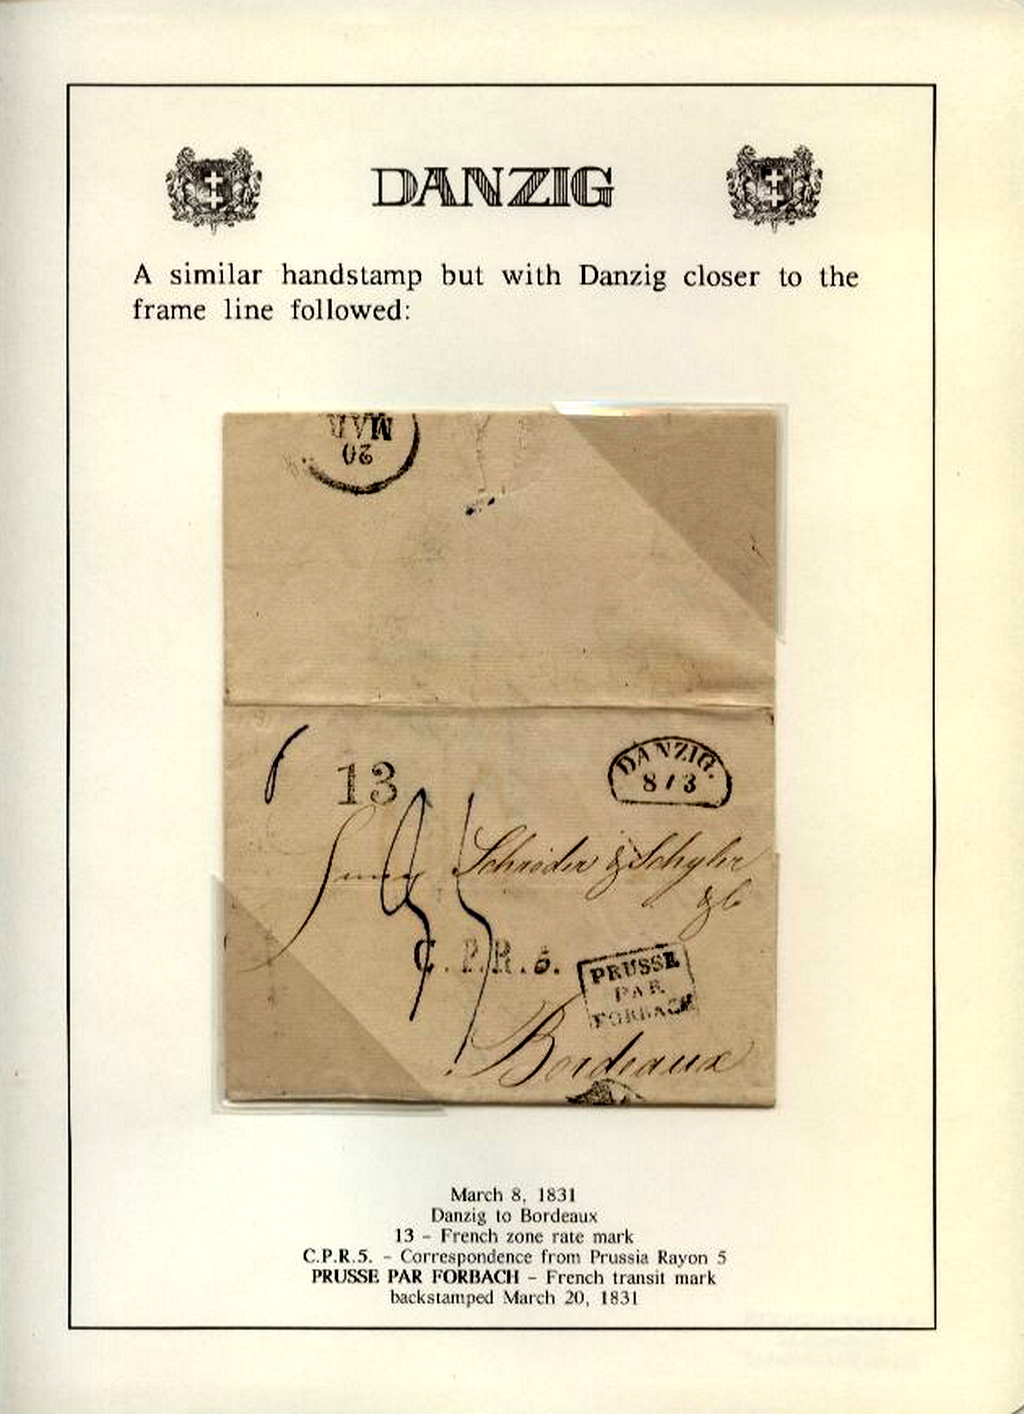 DANZIG
A similar handstamp but with Danzig closer to the
frame line followed:
20
MAR
13
DANZIG.
8/3
Schröder & Schyler
& C
C.P.R.5.
PRUSSE
PAR
FORBACH
Bordeaux
March 8, 1831
Danzig to Bordeaux
13 – French zone rate mark
C.P.R.5. – Correspondence from Prussia Rayon 5
PRUSSE PAR FORBACH – French transit mark
backstamped March 20, 1831